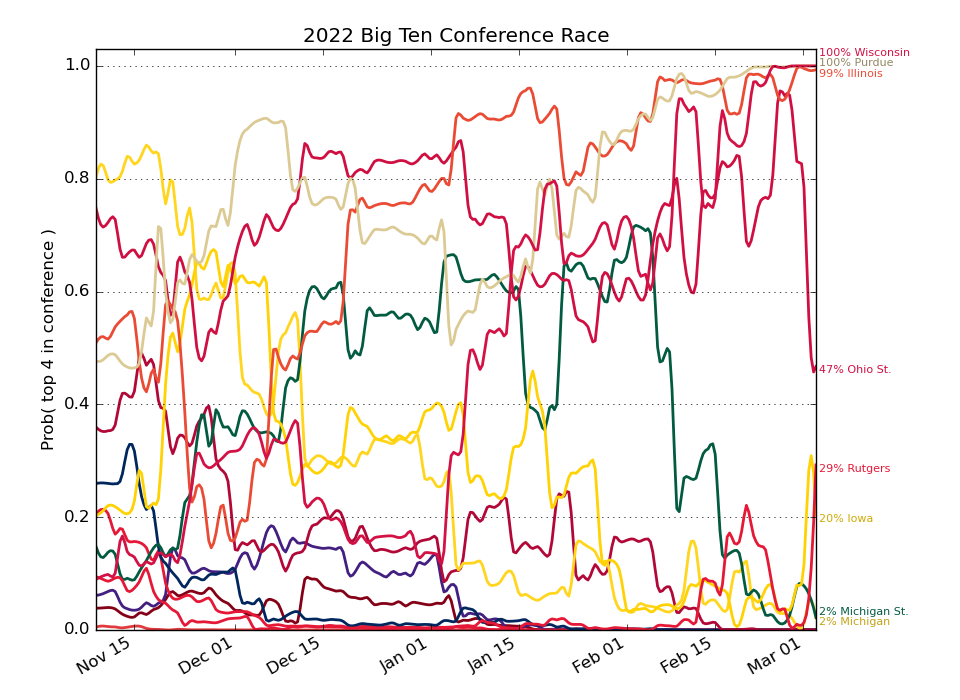 2022 Big Ten Conference Race
Prob( top 4 in conference )
1.0
0.8
0.6
0.4
0.2
0.0
Nov 15
Dec 01
Dec 15
Jan 01
Jan 15
Feb 01
Feb 15
Mar 01
100% Wisconsin
100% Purdue
99% Illinois
47% Ohio St.
29% Rutgers
20% Iowa
2% Michigan St.
2% Michigan